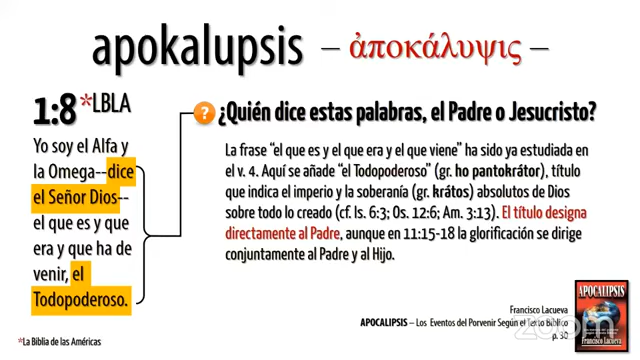 apokalupsis – ἀποκάλυψις –
1:8*LBLA
Yo soy el Alfa y
la Omega--dice
el Señor Dios--
el que es y que
era y que ha de
venir, el
Todopoderoso.
? ¿Quién dice estas palabras, el Padre o Jesucristo?
La frase “el que es y el que era y el que viene” ha sido ya estudiada en
el v. 4. Aquí se añade “el Todopoderoso” (gr. ho pantokrátor), título
que indica el imperio y la soberanía (gr. krátos) absolutos de Dios
sobre todo lo creado (cf. Is. 6:3; Os. 12:6; Am. 3:13). El título designa
directamente al Padre, aunque en 11:15-18 la glorificación se dirige
conjuntamente al Padre y al Hijo.
Francisco Lacueva
APOCALIPSIS – Los Eventos del Porvenir Según el Texto Bíblico
p. 30
APOCALIPSIS
Francisco Lacueva
zoom
*La Biblia de las Américas